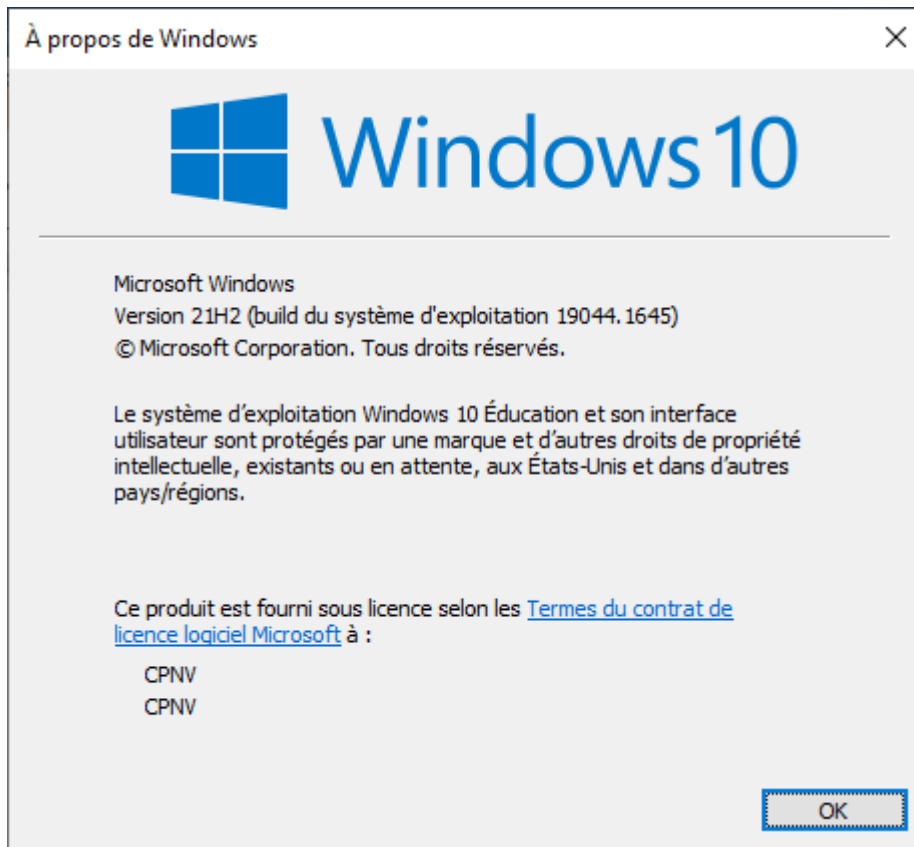 À propos de Windows
Windows 10
Microsoft Windows
Version 21H2 (build du système d'exploitation 19044.1645)
© Microsoft Corporation. Tous droits réservés.
Le système d’exploitation Windows 10 Éducation et son interface
utilisateur sont protégés par une marque et d’autres droits de propriété
intellectuelle, existants ou en attente, aux États-Unis et dans d’autres
pays/régions.
Ce produit est fourni sous licence selon les Termes du contrat de
licence logiciel Microsoft à :
CPNV
CPNV
OK